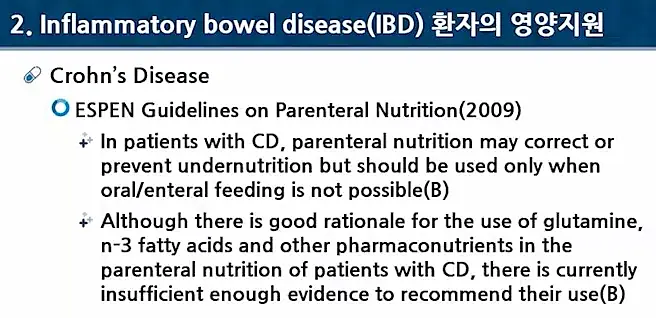 2. Inflammatory bowel disease(IBD) 환자의 영양지원
Crohn's Disease
ESPEN Guidelines on Parenteral Nutrition(2009)
In patients with CD, parenteral nutrition may correct or
prevent undernutrition but should be used only when
oral/enteral feeding is not possible(B)
Although there is good rationale for the use of glutamine,
n-3 fatty acids and other pharmaconutrients in the
parenteral nutrition of patients with CD, there is currently
insufficient enough evidence to recommend their use(B)